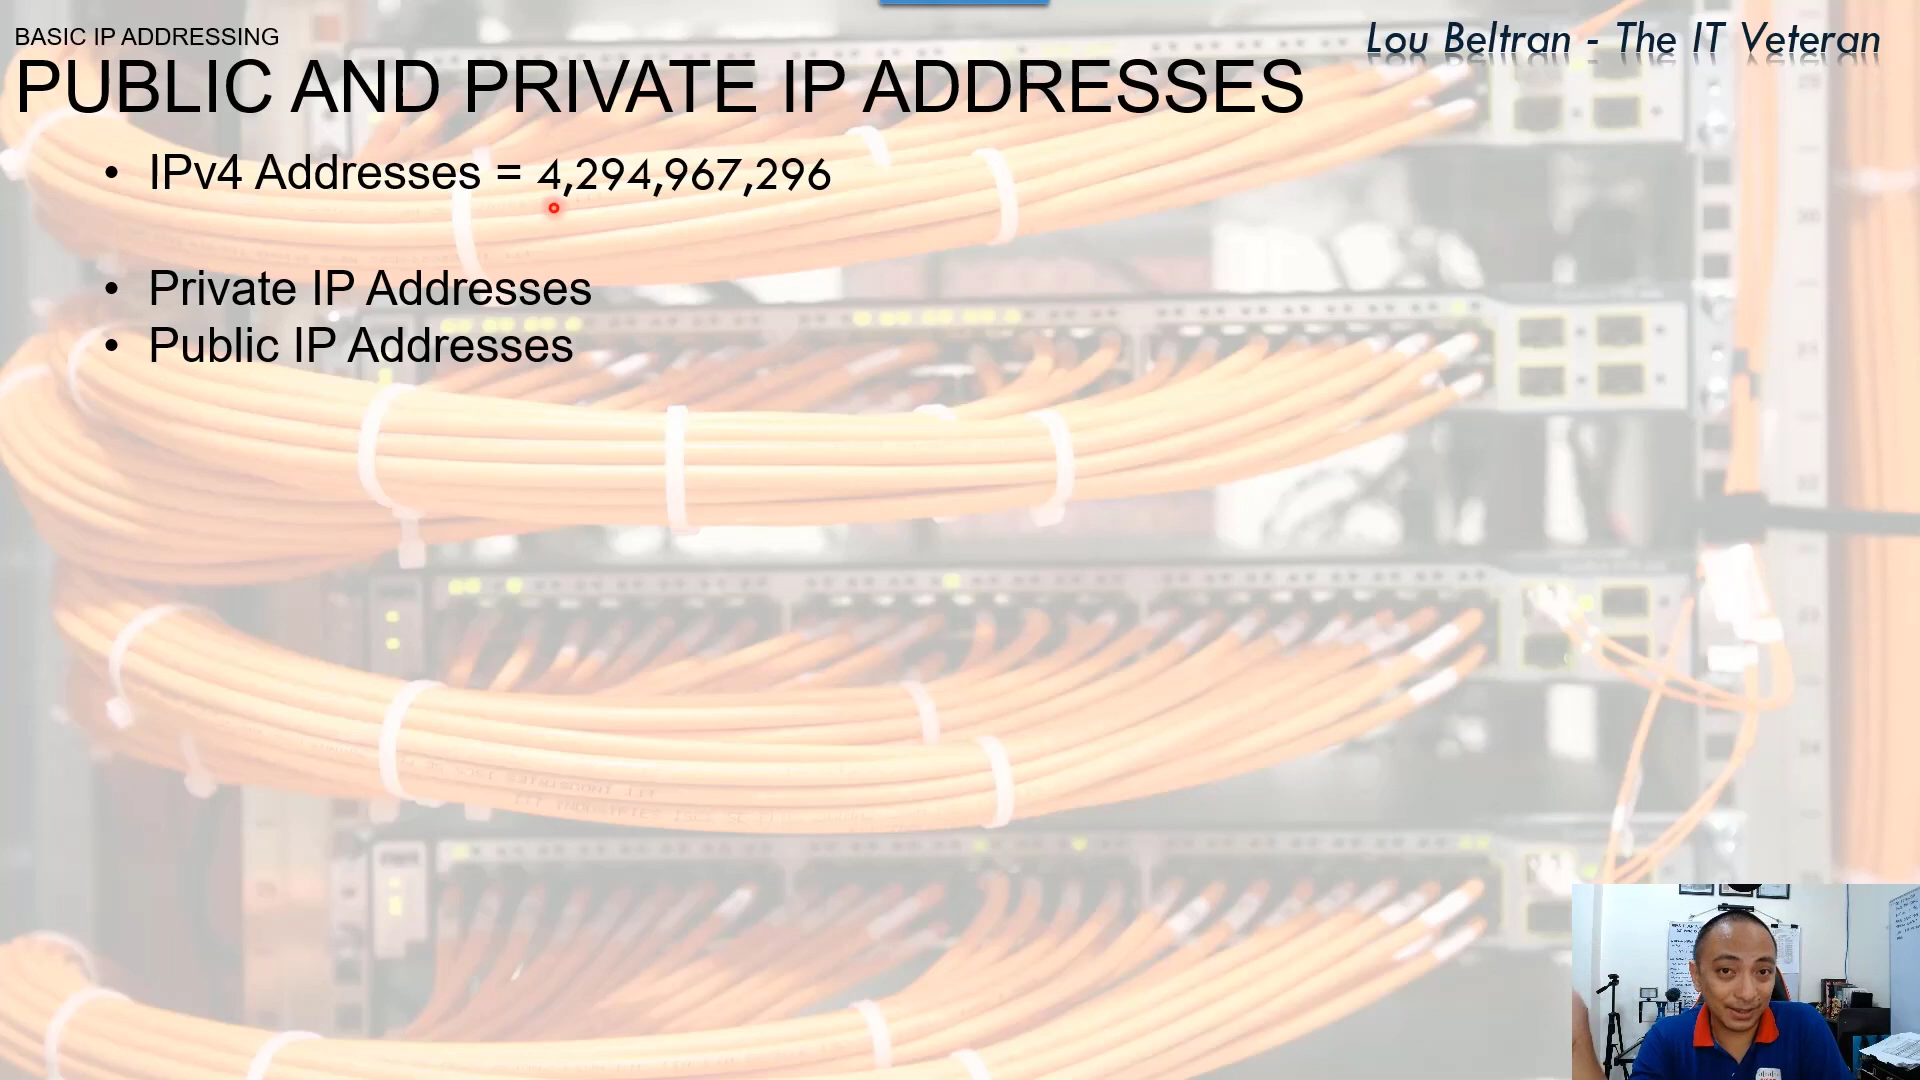 BASIC IP ADDRESSING
Lou Beltran - The IT Veteran
PUBLIC AND PRIVATE IP ADDRESSES
• IPv4 Addresses = 4,294,967,296
• Private IP Addresses
• Public IP Addresses